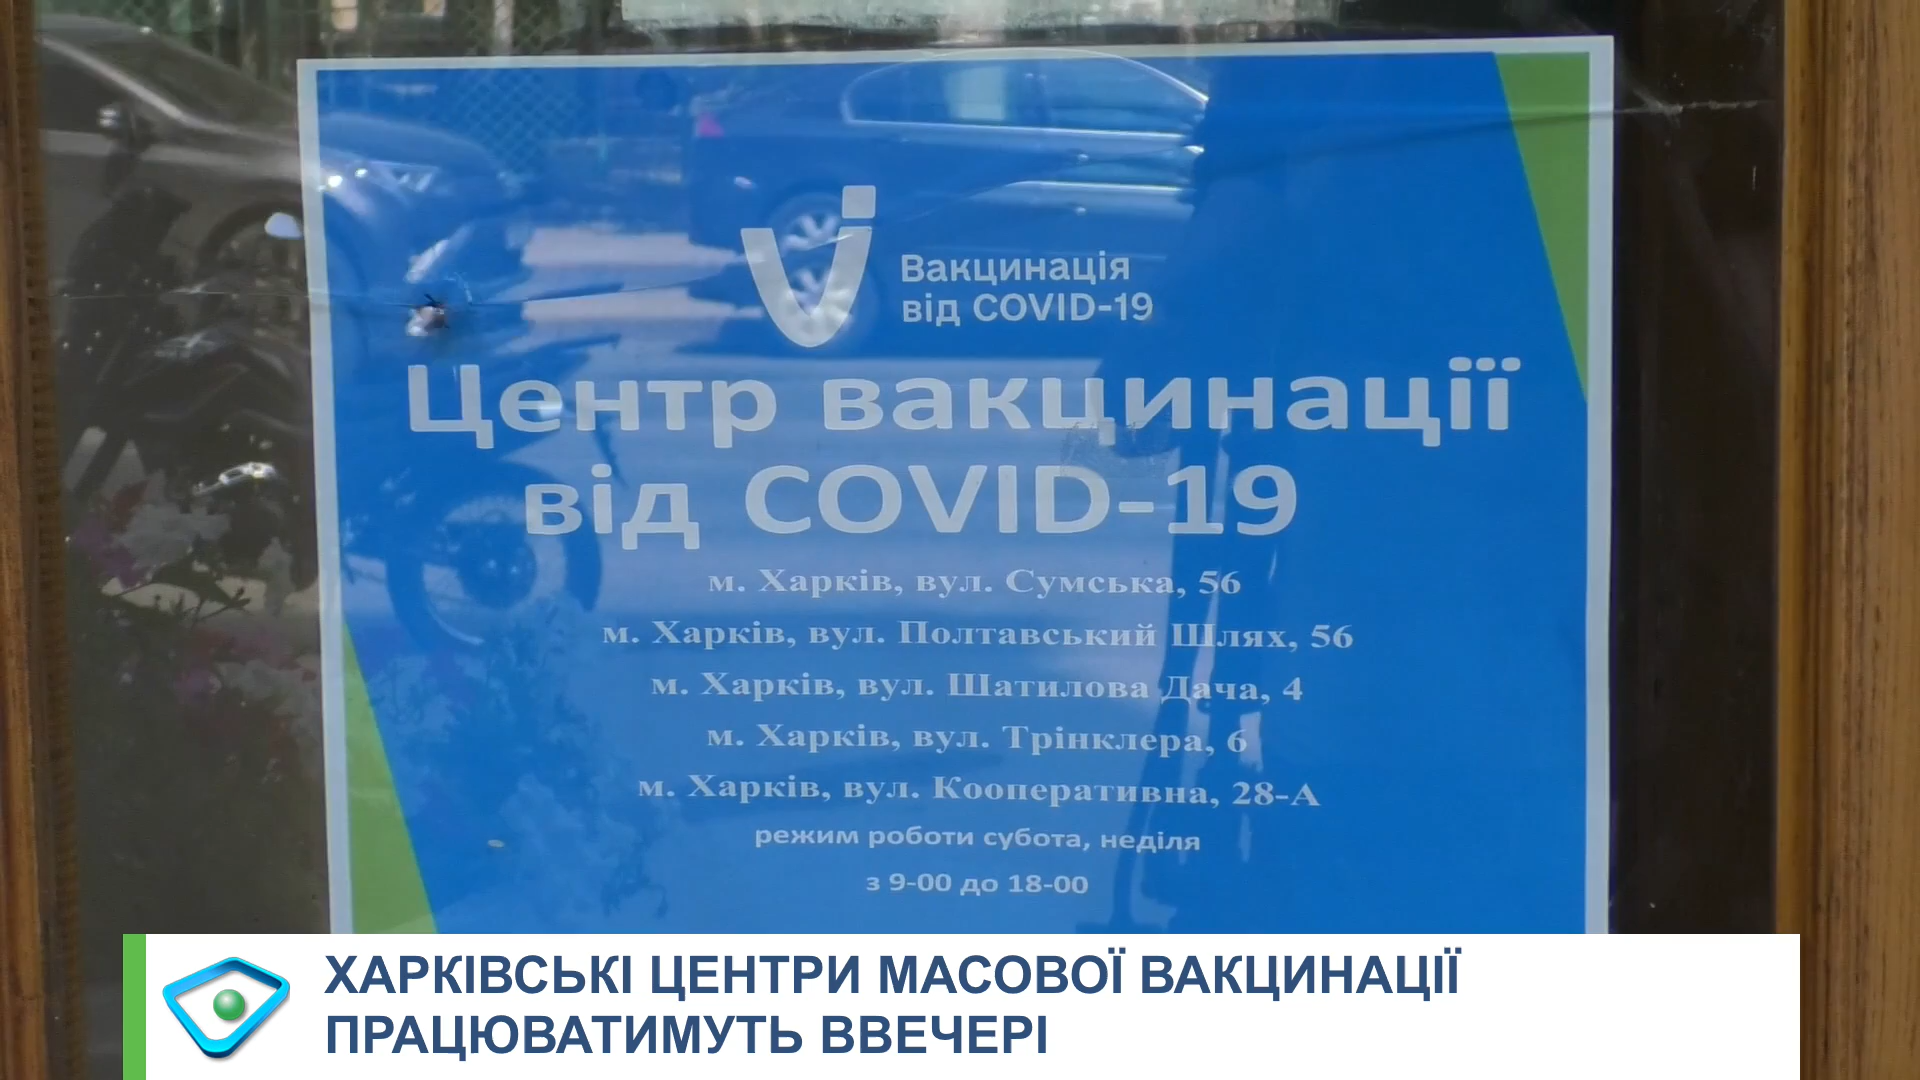 Вакцинація
від COVID-19
Центр вакцинації
від COVID-19
м. Харків, вул. Сумська, 56
м. Харків, вул. Полтавський Шлях, 56
м. Харків, вул. Шатилова Дача, 4
м. Харків, вул. Трінклера, 6
м. Харків, вул. Кооперативна, 28-А
режим роботи субота, неділя
з 9-00 до 18-00
ХАРКІВСЬКІ ЦЕНТРИ МАСОВОЇ ВАКЦИНАЦІЇ
ПРАЦЮВАТИМУТЬ ВВЕЧЕРІ